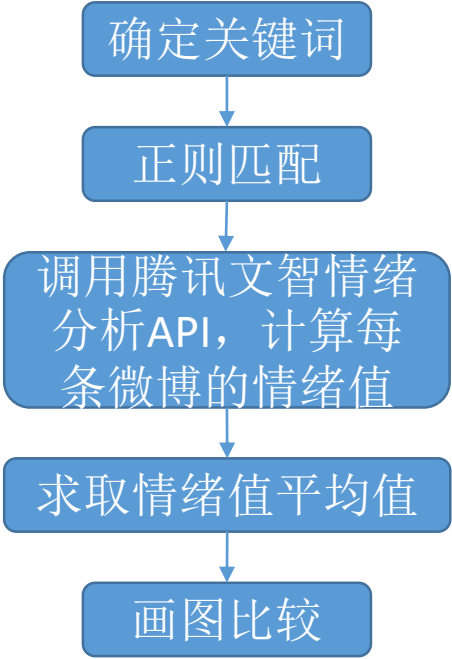 确定关键词
正则匹配
调用腾讯文智情绪
分析API，计算每
条微博的情绪值
求取情绪值平均值
画图比较